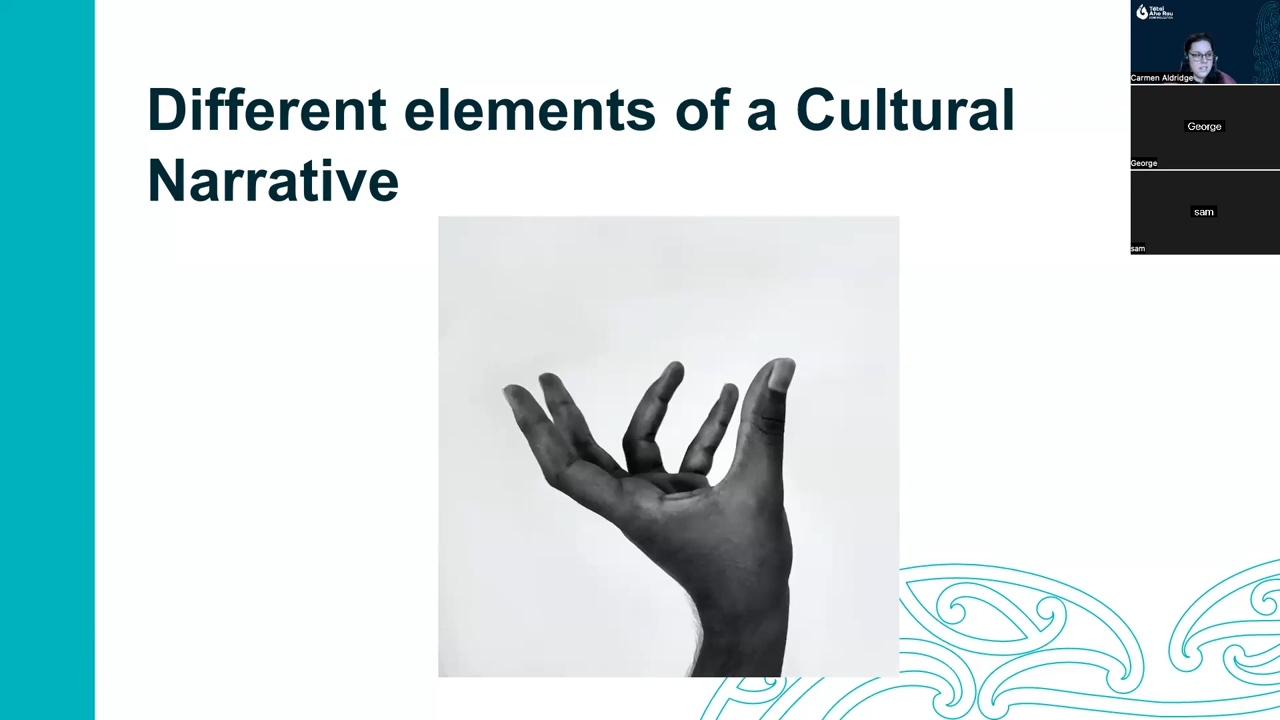 Different elements of a Cultural
Narrative
Carmen Aldridge
George
George
sam
sam